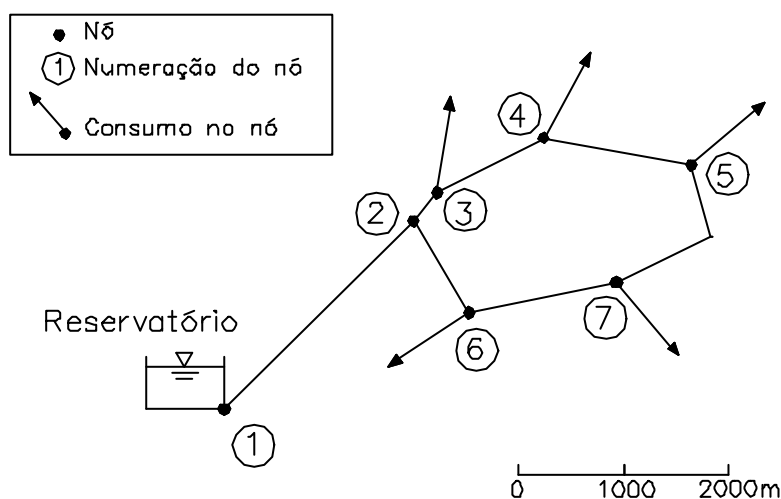 Nó
1 Numeração do nó
Consumo no nó
4
5
2
3
7
6
Reservatório
1
0 1000 2000m